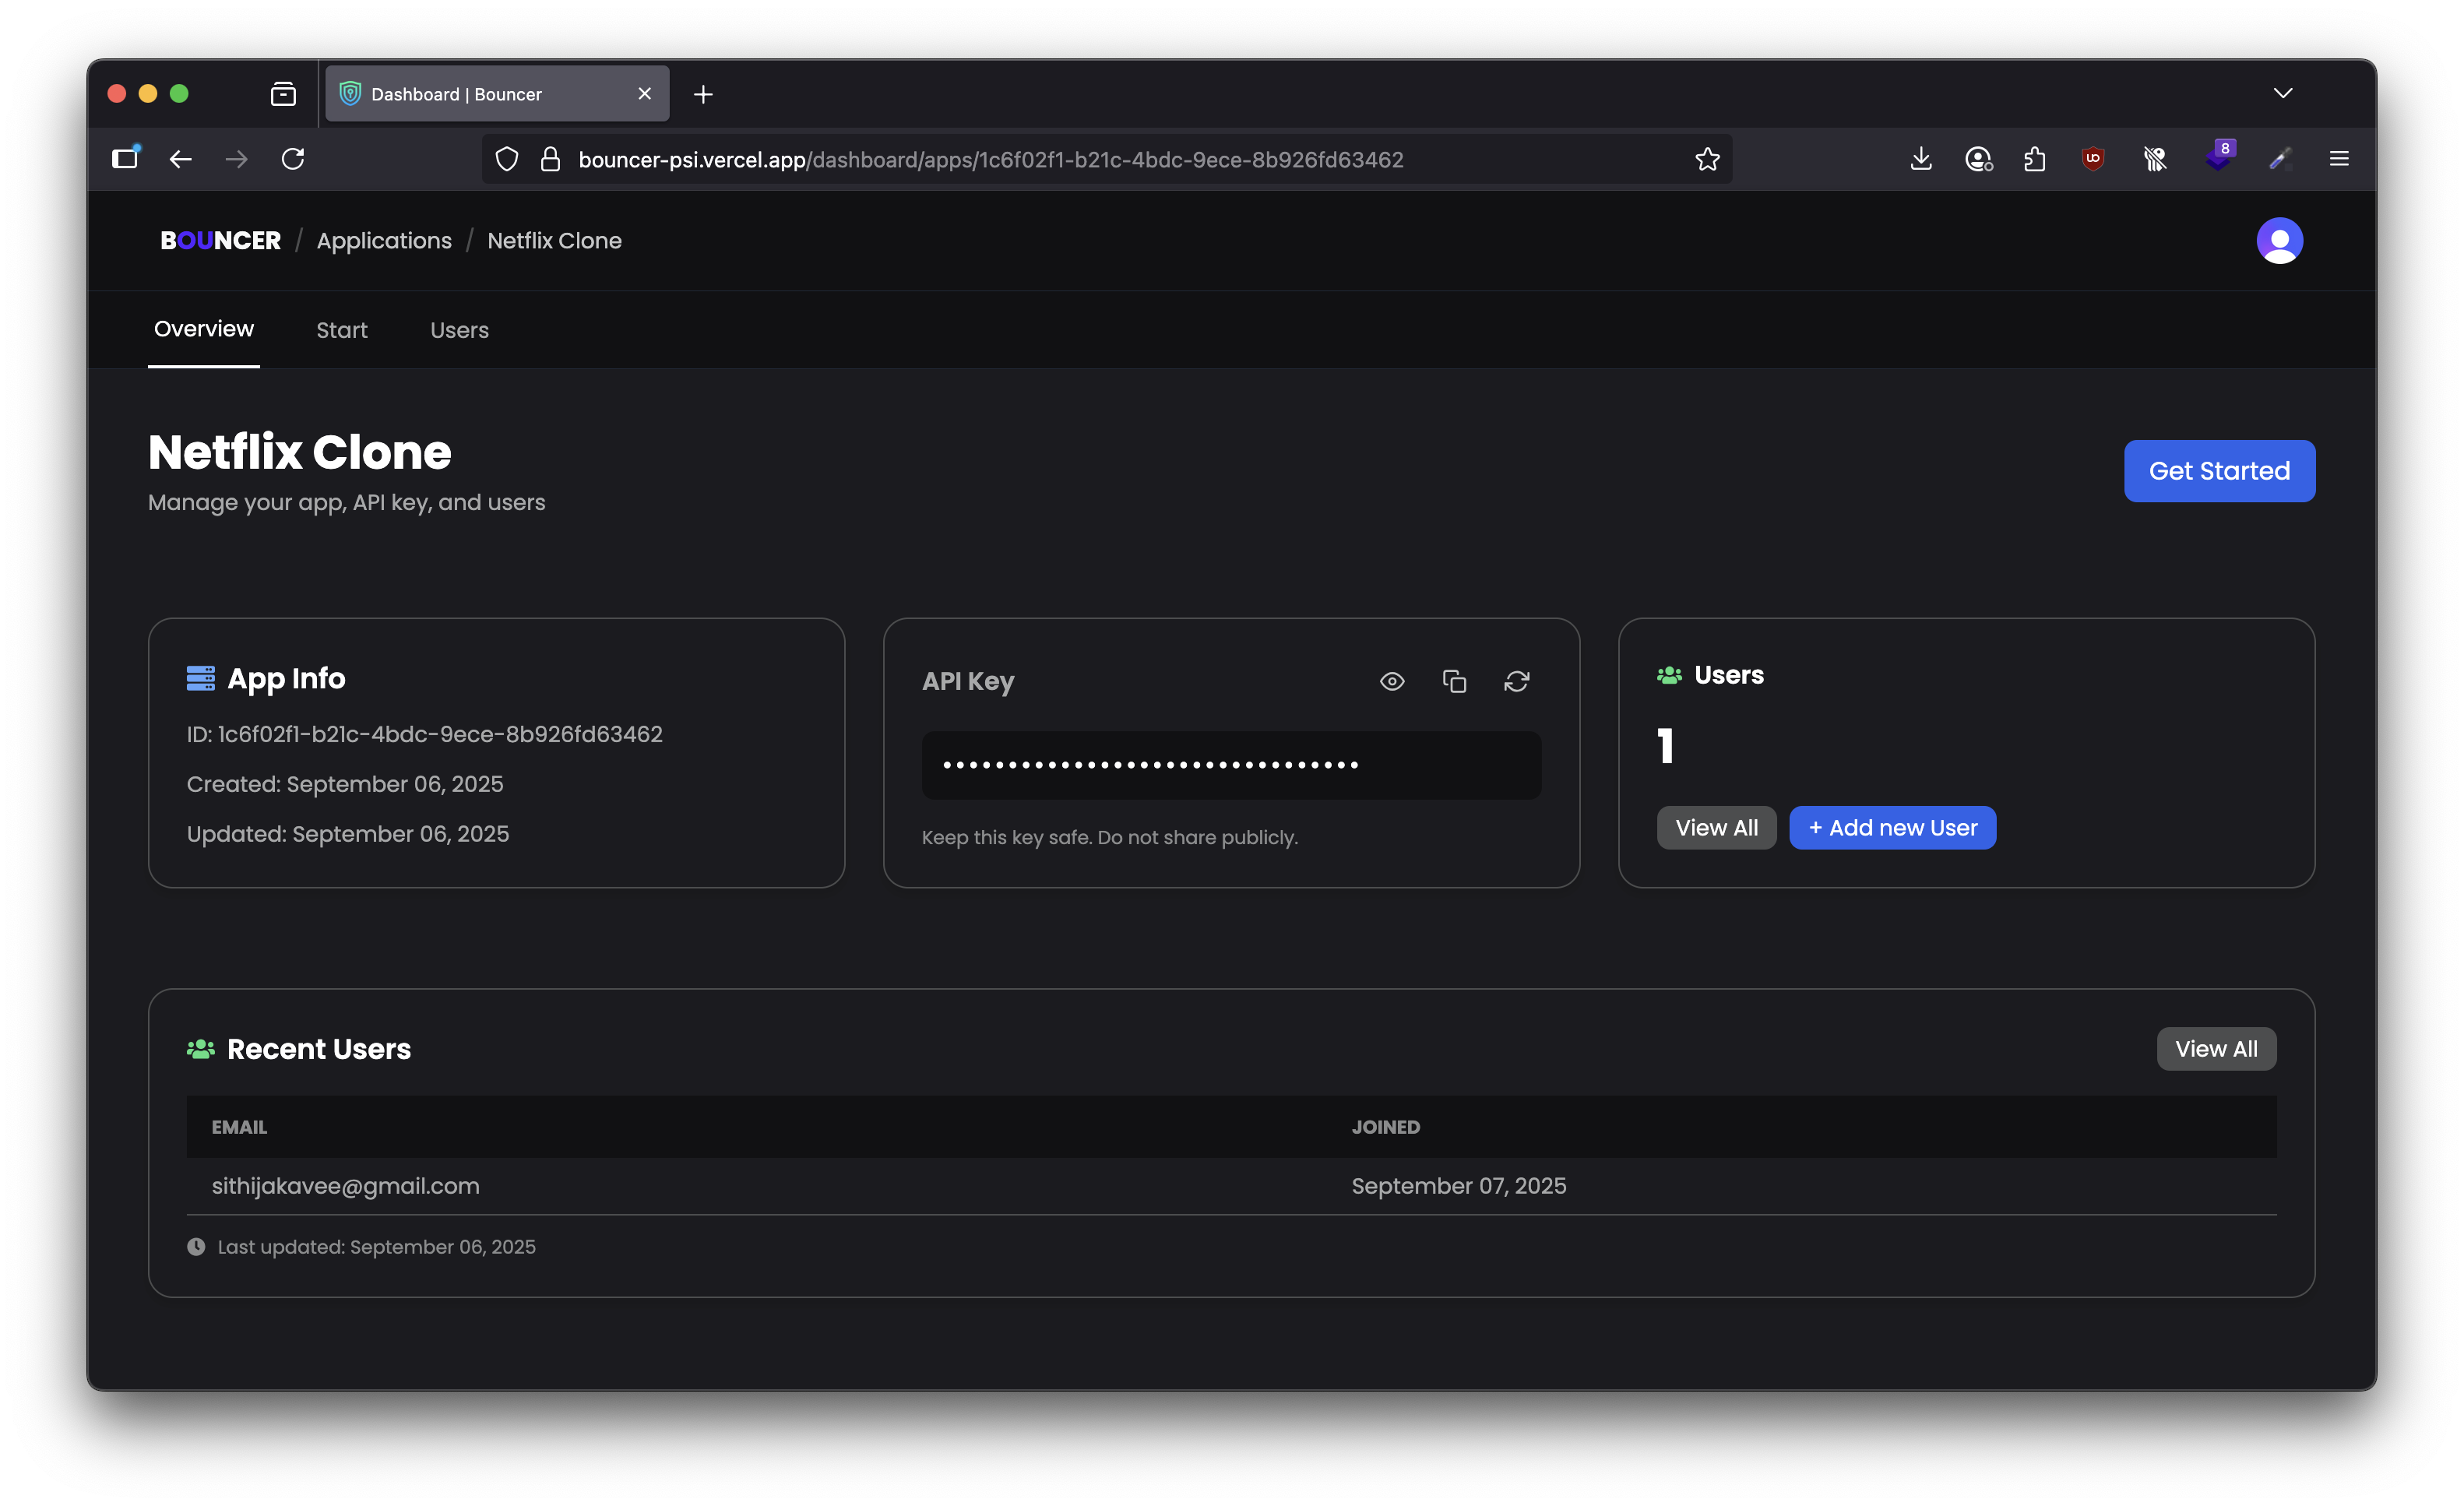 Dashboard | Bouncer
bouncer-psi.vercel.app/dashboard/apps/1c6f02f1-b21c-4bdc-9ece-8b926fd63462
UO
8
BOUNCER / Applications / Netflix Clone
Overview Start Users
Netflix Clone
Manage your app, API key, and users
Get Started
App Info
ID: 1c6f02f1-b21c-4bdc-9ece-8b926fd63462
Created: September 06, 2025
Updated: September 06, 2025
API Key
••••••••••••••••••••••••••••••••
Keep this key safe. Do not share publicly.
Users
1
View All + Add new User
Recent Users
View All
EMAIL JOINED
sithijakavee@gmail.com September 07, 2025
Last updated: September 06, 2025